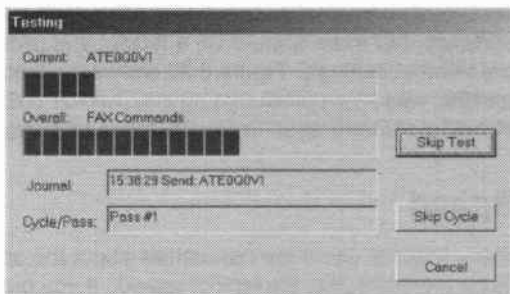 Testing
Current: ATE0Q0V1
Overall: FAX Commands
Skip Test
Journal: 15:38:29 Send: ATE0Q0V1
Cycle/Pass: Pass #1
Skip Cycle
Cancel